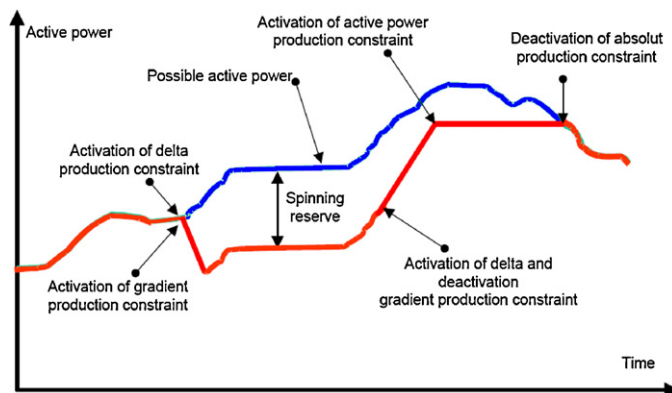 Active power
Activation of active power
production constraint
Deactivation of absolut
production constraint
Possible active power
Activation of delta
production constraint
Spinning
reserve
Activation of gradient
production constraint
Activation of delta and
deactivation
gradient production constraint
Time